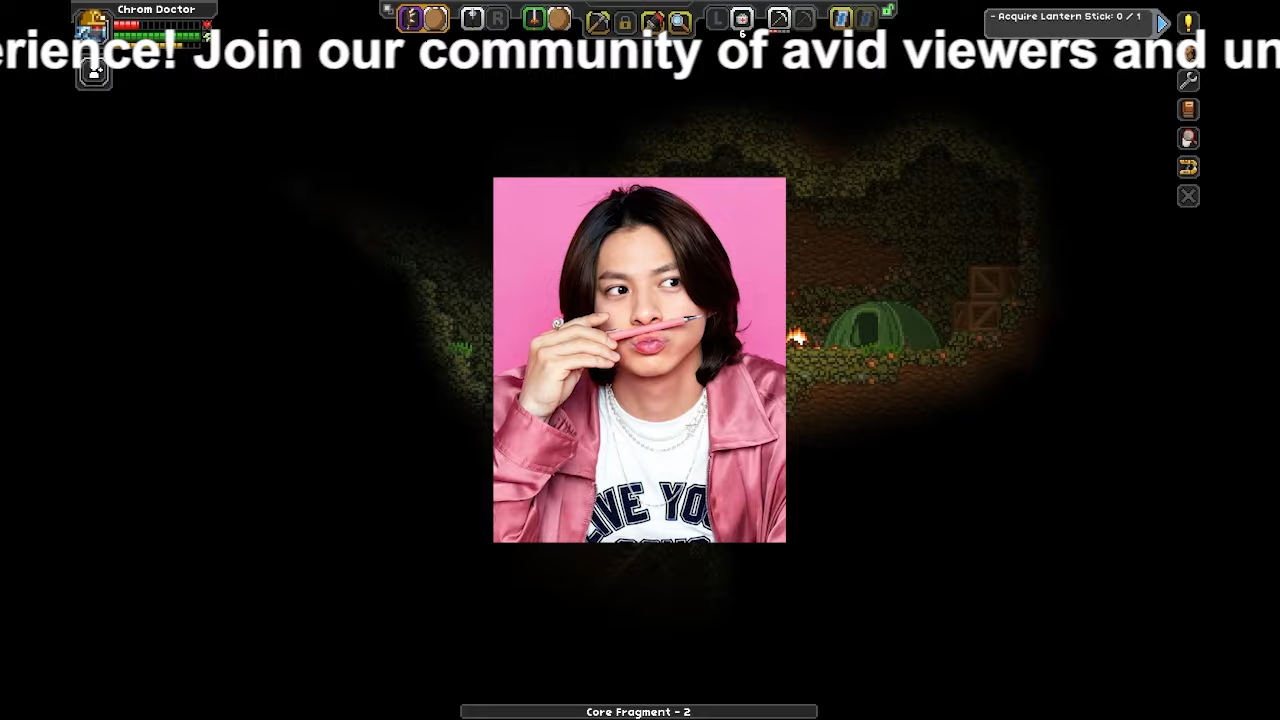 Chrom Doctor
- Acquire Lantern Stick: 0 / 1
R
L
6
erience! Join our community of avid viewers and un
Core Fragment - 2